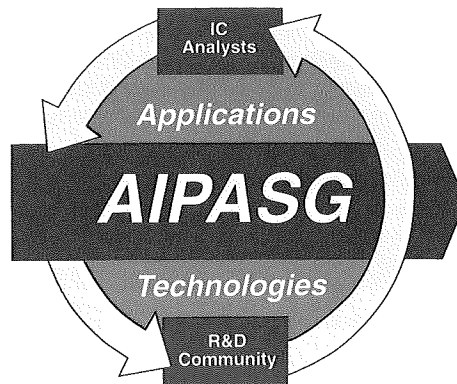 IC
Analysts
Applications
AIPASG
Technologies
R&D
Community